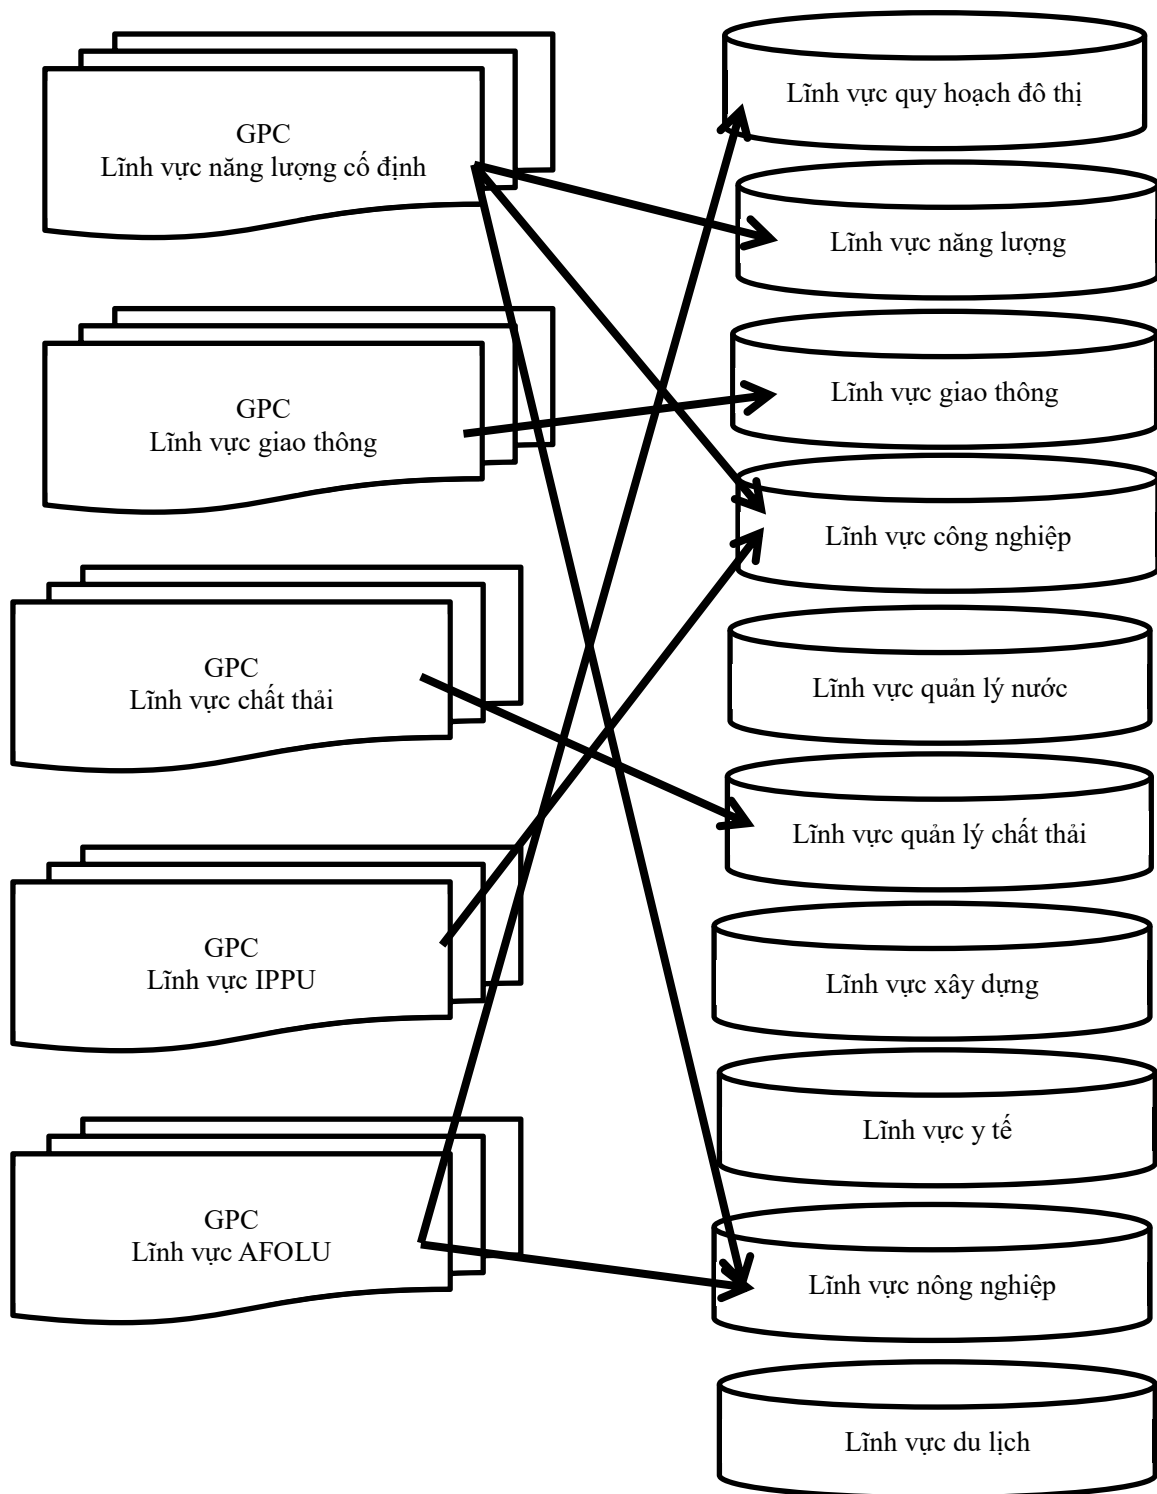 GPC
Lĩnh vực năng lượng cố định
GPC
Lĩnh vực giao thông
GPC
Lĩnh vực chất thải
GPC
Lĩnh vực IPPU
GPC
Lĩnh vực AFOLU
Lĩnh vực quy hoạch đô thị
Lĩnh vực năng lượng
Lĩnh vực giao thông
Lĩnh vực công nghiệp
Lĩnh vực quản lý nước
Lĩnh vực quản lý chất thải
Lĩnh vực xây dựng
Lĩnh vực y tế
Lĩnh vực nông nghiệp
Lĩnh vực du lịch